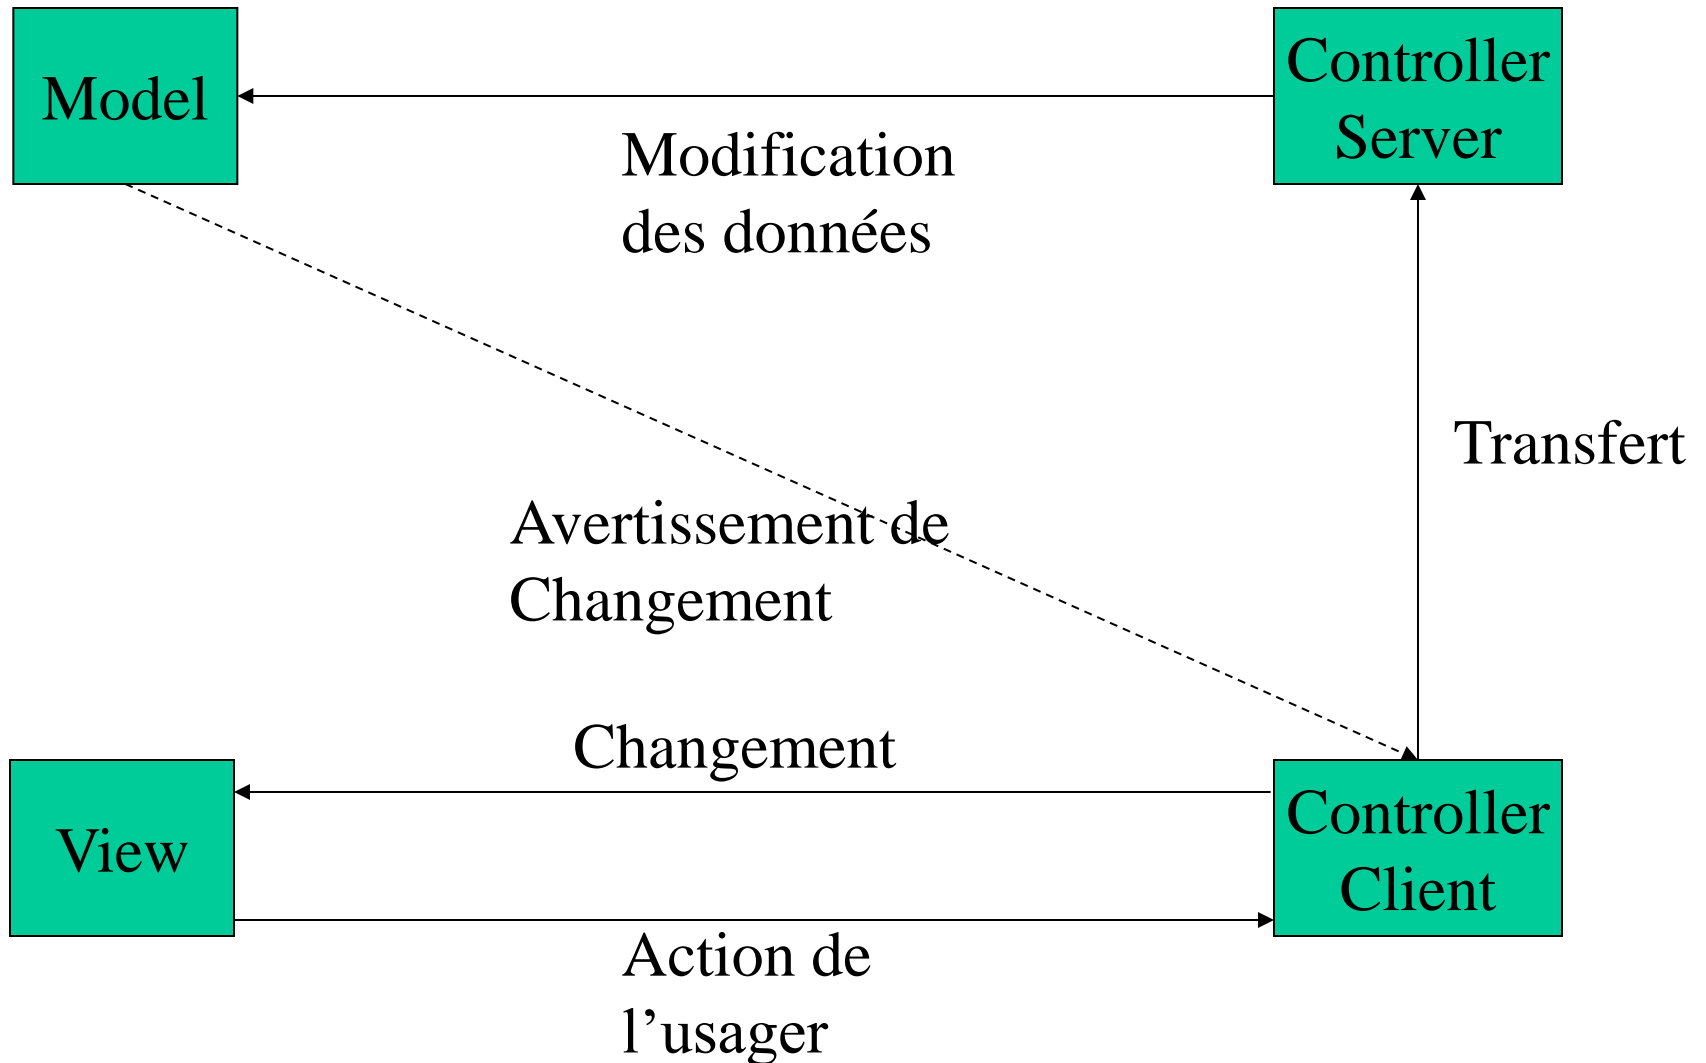 Model
Controller
Server
Modification
des données
Transfert
Avertissement de
Changement
Changement
View
Controller
Client
Action de
l’usager